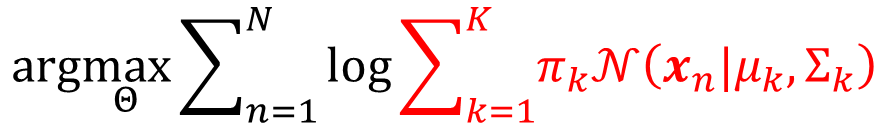 argmax_Θ ∑_{n=1}^{N} log ∑_{k=1}^{K} π_k 𝒩(𝒙_n|μ_k, Σ_k)